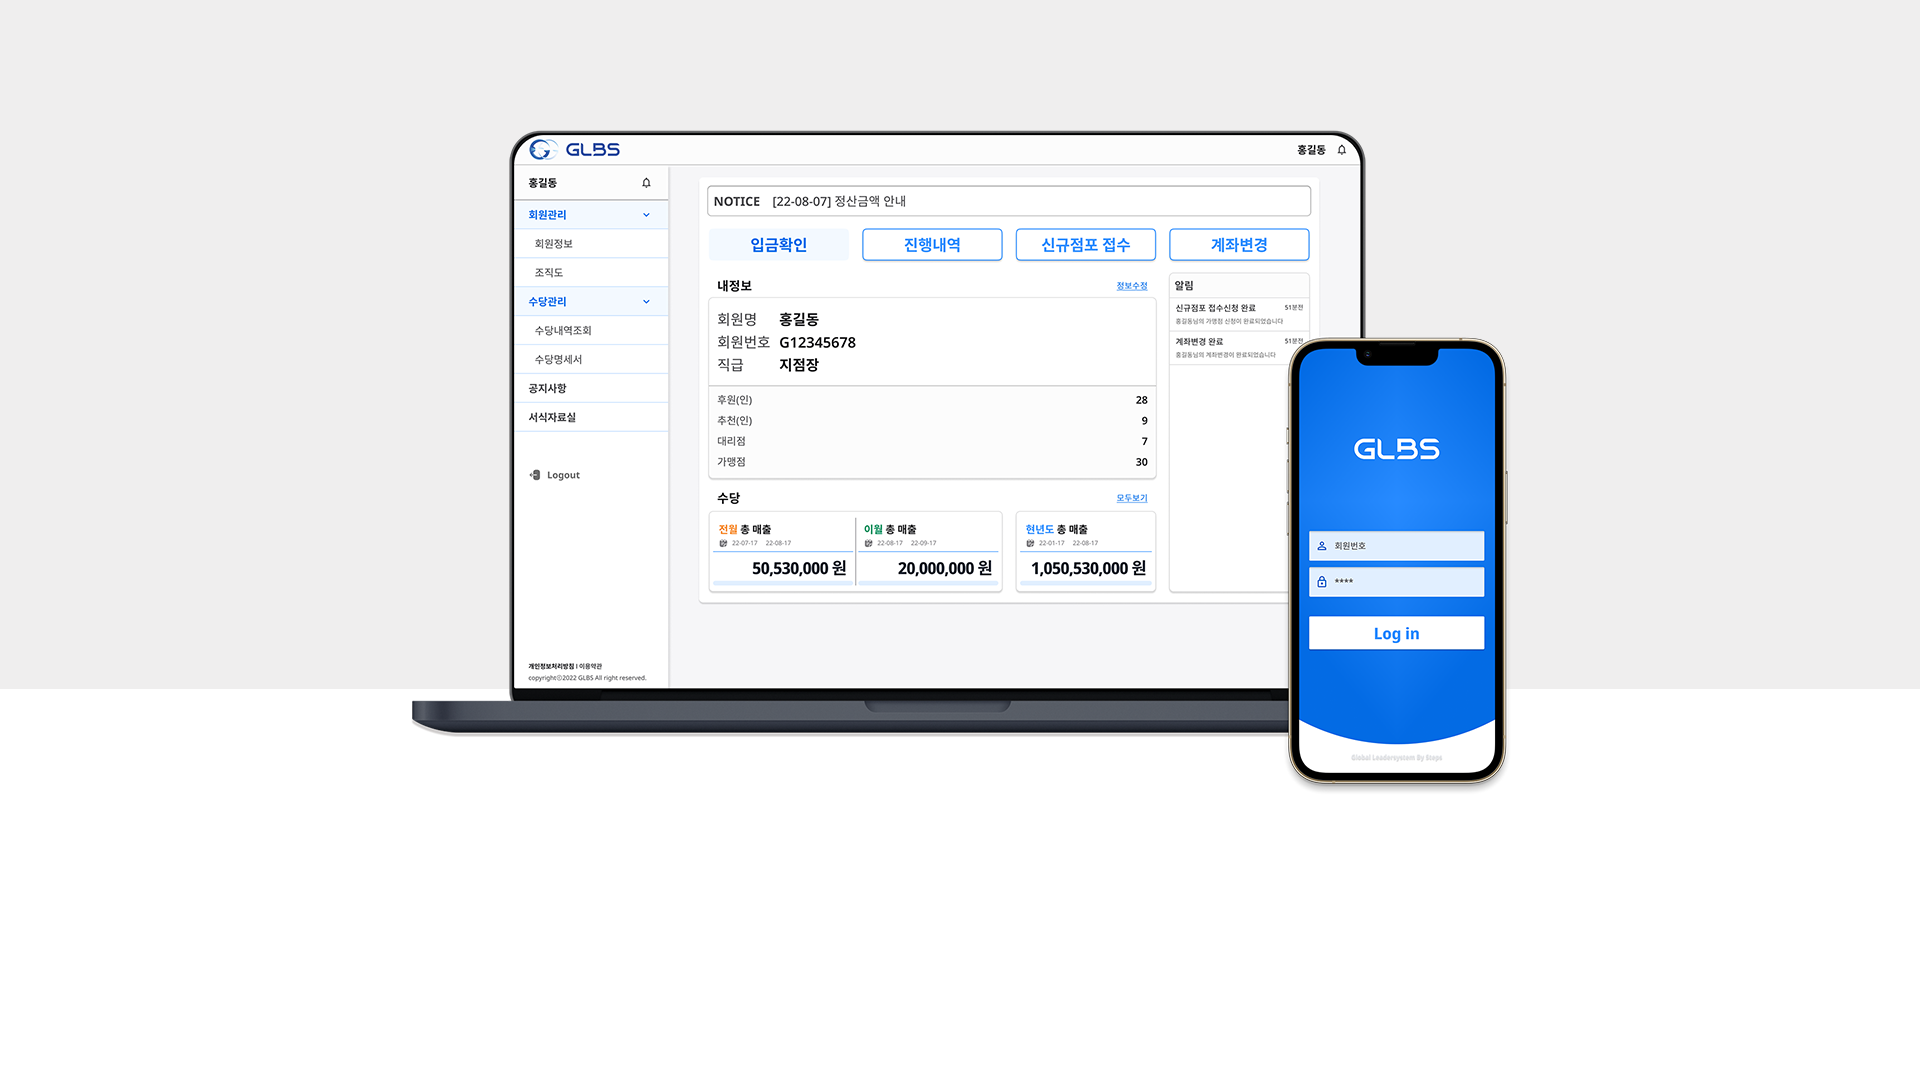 GLBS
홍길동
홍길동
회원관리
회원정보
조직도
수당관리
수당내역조회
수당명세서
공지사항
서식자료실
Logout
개인정보처리방침 | 이용약관
copyrightⓒ2022 GLBS All right reserved.
NOTICE [22-08-07] 정산금액 안내
입금확인 진행내역 신규점포 접수 계좌변경
내정보 정보수정
회원명 홍길동
회원번호 G12345678
직급 지점장
후원(인) 28
추천(인) 9
대리점 7
가맹점 30
수당 모두보기
전월 총 매출
22-07-17 22-08-17
50,530,000 원
이월 총 매출
22-08-17 22-09-17
20,000,000 원
현년도 총 매출
22-01-17 22-08-17
1,050,530,000 원
알림
신규점포 접수신청 완료 51분전
홍길동님의 가맹점 신청이 완료되었습니다
계좌변경 완료 51분전
홍길동님의 계좌변경이 완료되었습니다
GLBS
회원번호
****
Log in
Global Leadersystem By Steps